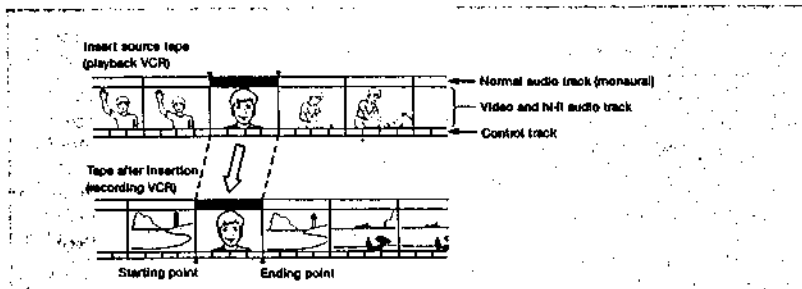 Insert source tape
(playback VCR)
Normal audio track (monaural)
Video and hi-fi audio track
Control track
Tape after insertion
(recording VCR)
Starting point
Ending point